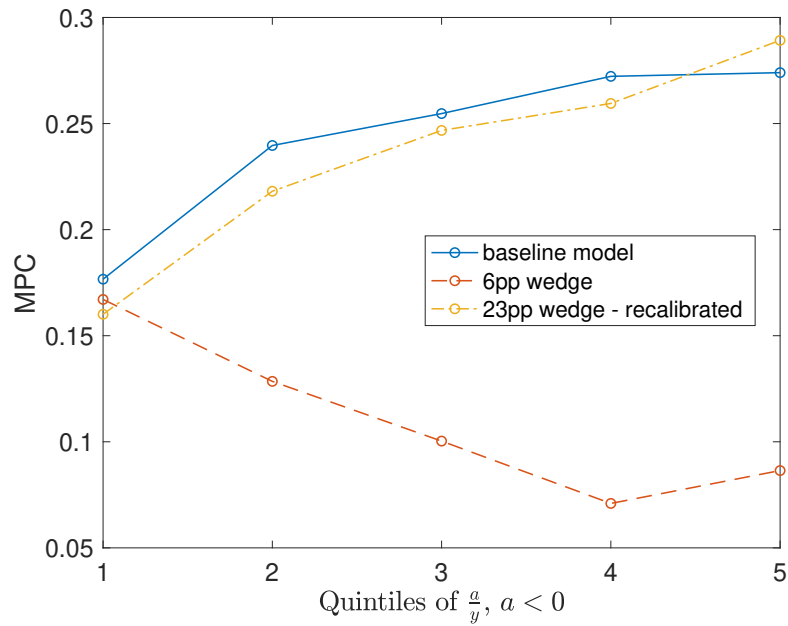 0.3
0.25
0.2
0.15
0.1
0.05
MPC
baseline model
6pp wedge
23pp wedge - recalibrated
1 2 3 4 5
Quintiles of $\frac{a}{y}$, $a < 0$